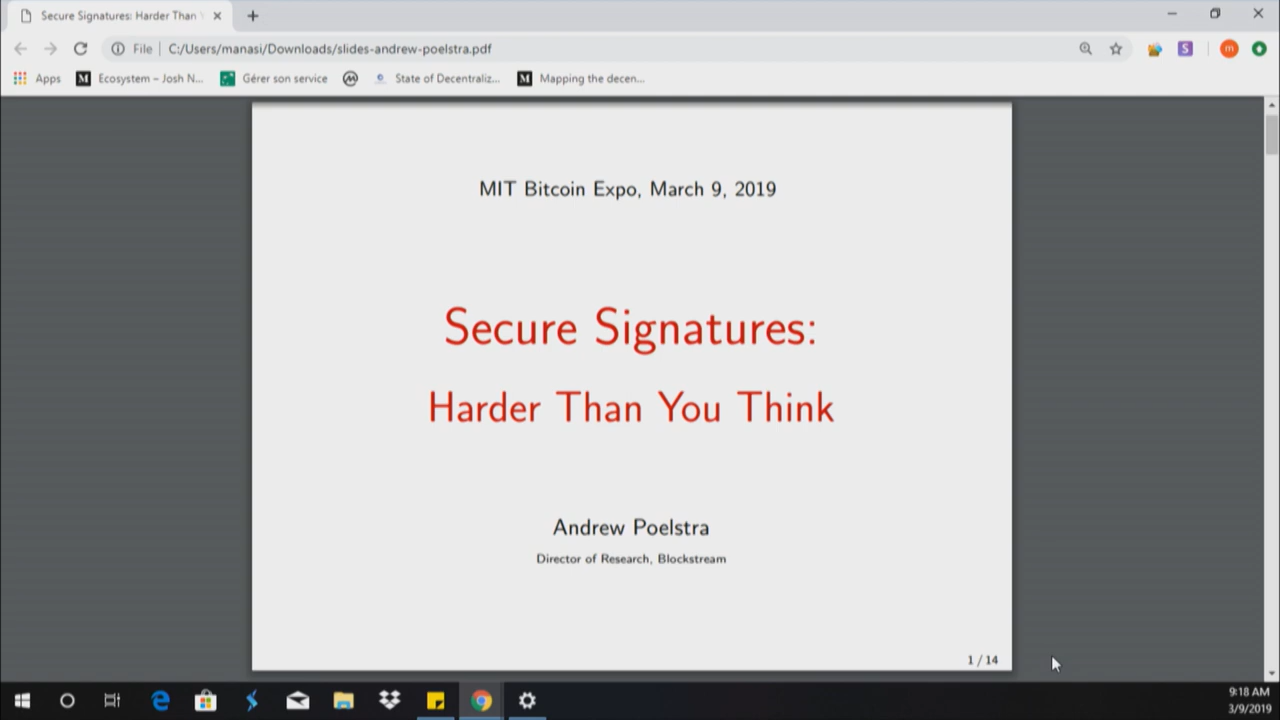 Secure Signatures: Harder Than
File
C:/Users/manasi/Downloads/slides-andrew-poelstra.pdf
S
m
Apps
M
Ecosystem – Josh N...
Gérer son service
State of Decentraliz...
M
Mapping the decen...
MIT Bitcoin Expo, March 9, 2019
Secure Signatures:
Harder Than You Think
Andrew Poelstra
Director of Research, Blockstream
1 / 14
9:18 AM
3/9/2019